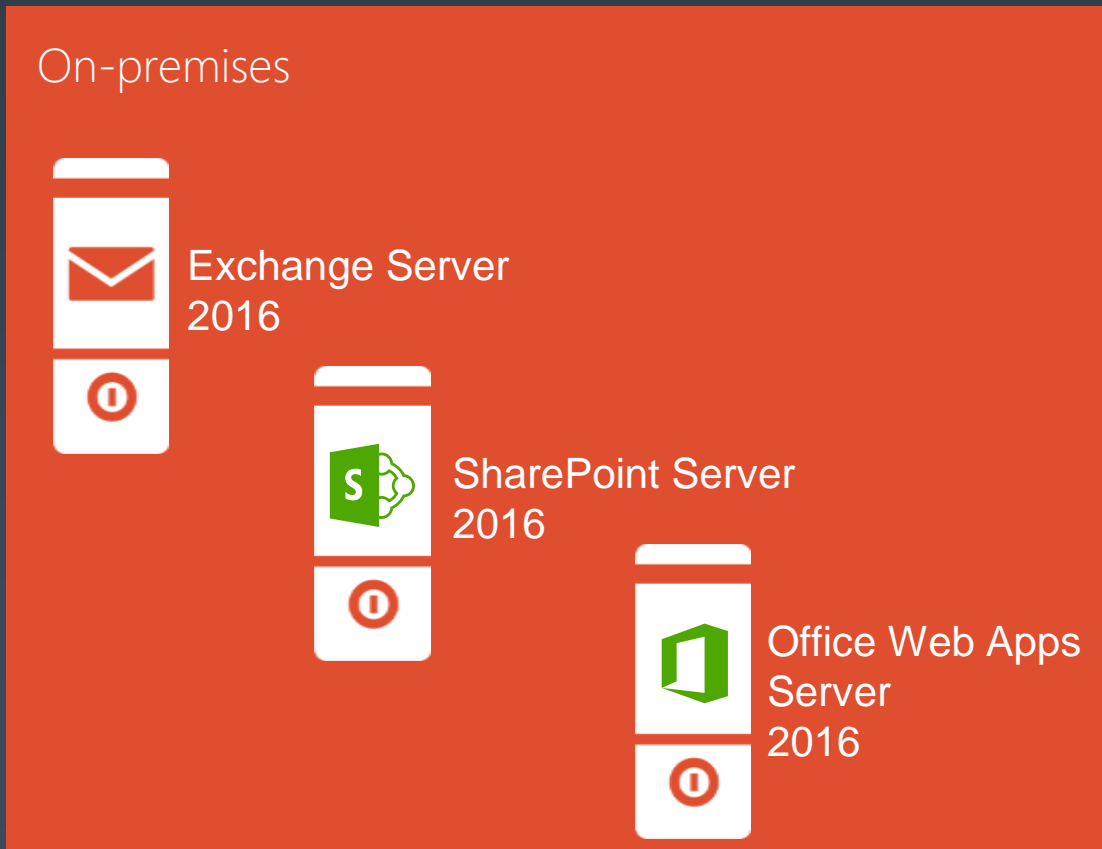 On-premises
Exchange Server
2016
S
SharePoint Server
2016
Office Web Apps
Server
2016